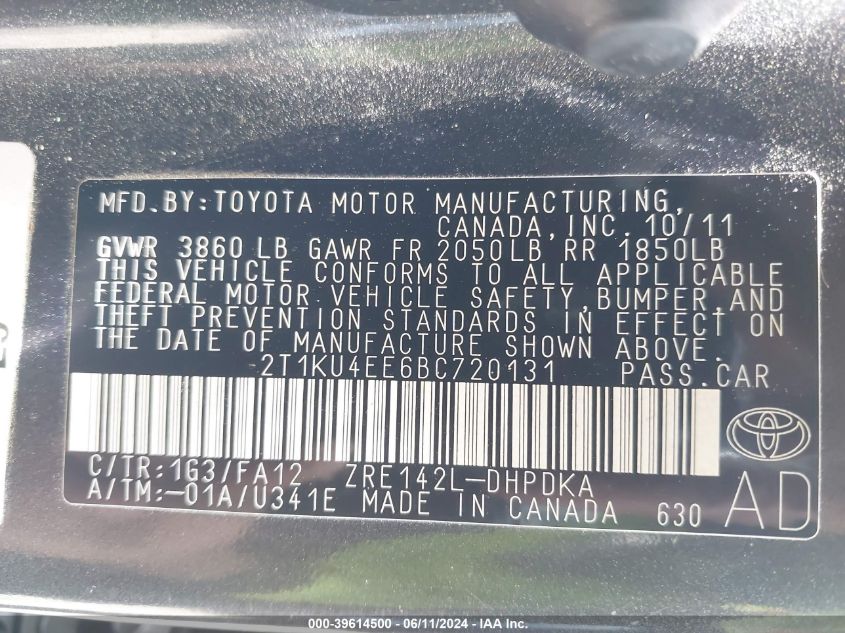 MFD.BY:TOYOTA MOTOR MANUFACTURING,
CANADA,INC. 10/11
GVWR 3860 LB GAWR FR 2050LB RR 1850LB
THIS VEHICLE CONFORMS TO ALL APPLICABLE
FEDERAL MOTOR VEHICLE SAFETY,BUMPER,AND
THEFT PREVENTION STANDARDS IN EFFECT ON
THE DATE OF MANUFACTURE SHOWN ABOVE.
2T1KU4EE6BC720131 PASS.CAR
C/TR:1G3/FA12 ZRE142L-DHPDKA
A/TM:-01A/U341E MADE IN CANADA 630
AD
000-39614500 - 06/11/2024 - IAA Inc.